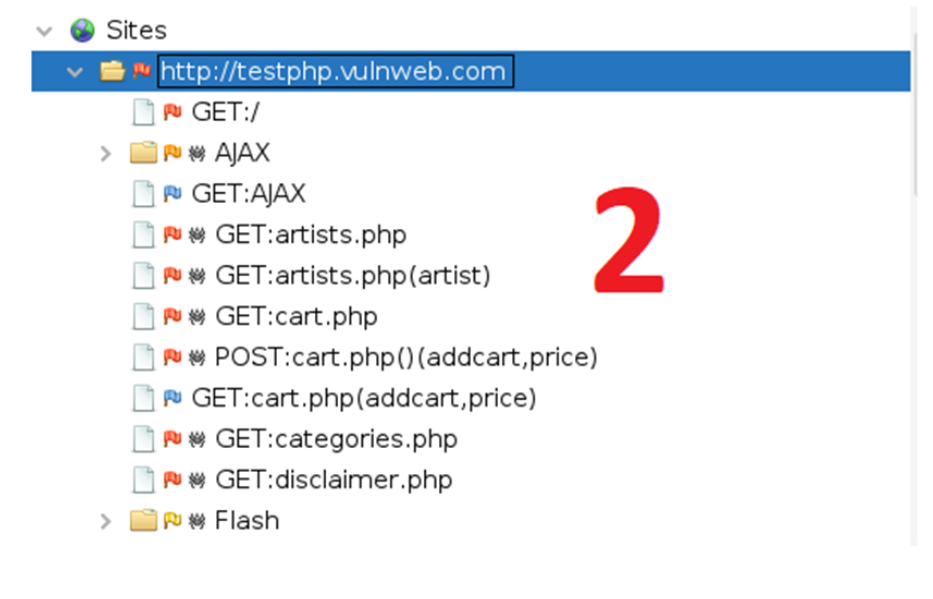 Sites
http://testphp.vulnweb.com
GET:/
AJAX
GET:AJAX
GET:artists.php
2
GET:artists.php(artist)
GET:cart.php
POST:cart.php()(addcart,price)
GET:cart.php(addcart,price)
GET:categories.php
GET:disclaimer.php
Flash